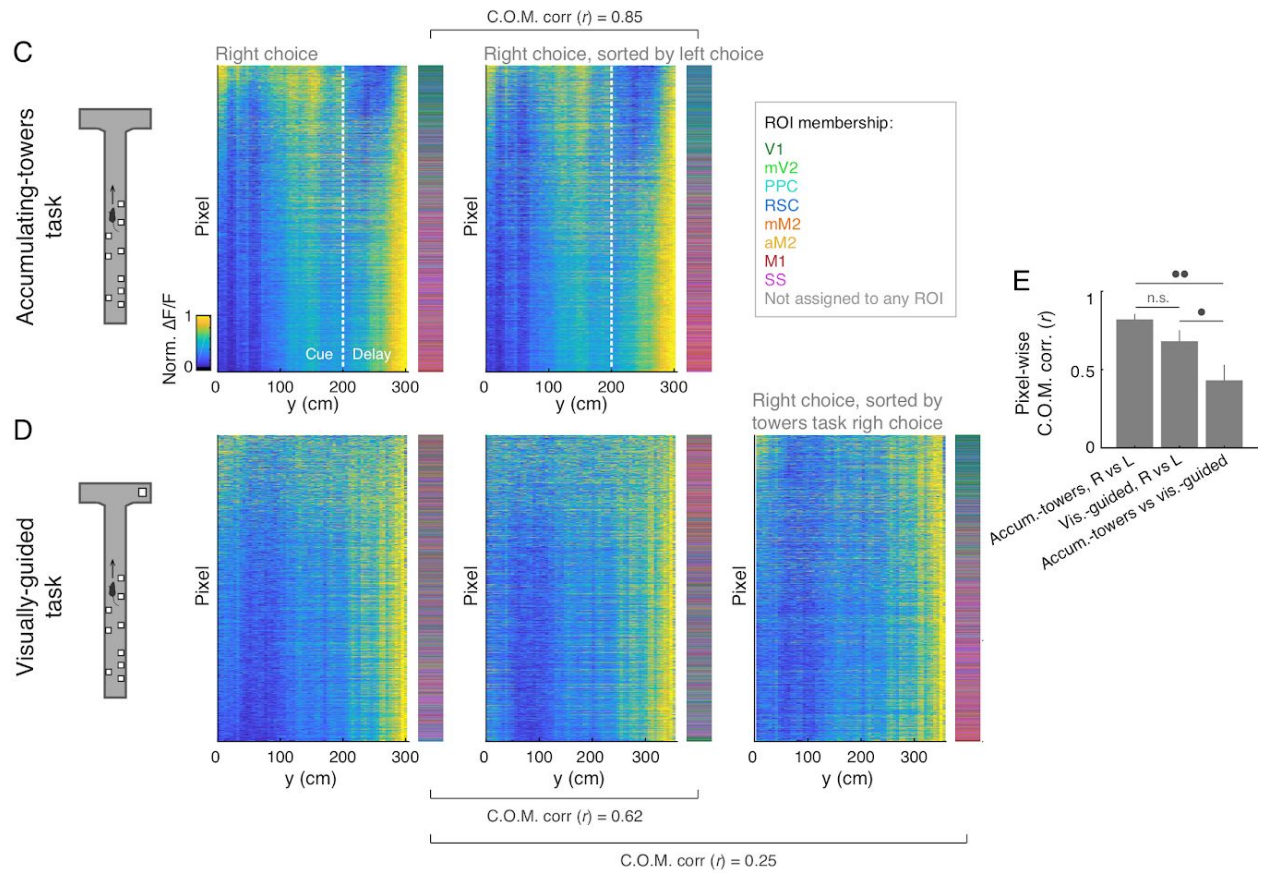 C.O.M. corr (r) = 0.85
C
Right choice
Right choice, sorted by left choice
Accumulating-towers
task
Pixel
Pixel
Norm. ΔF/F
1
0
Cue
Delay
0 100 200 300
y (cm)
0 100 200 300
y (cm)
ROI membership:
V1
mV2
PPC
RSC
mM2
aM2
M1
SS
Not assigned to any ROI
E
Pixel-wise
C.O.M. corr. (r)
1
0.5
0
n.s.
Accum.-towers, R vs L
Vis.-guided, R vs L
Accum.-towers vs vis.-guided
D
Right choice, sorted by
towers task righ choice
Visually-guided
task
Pixel
Pixel
Pixel
0 100 200 300
y (cm)
0 100 200 300
y (cm)
0 100 200 300
y (cm)
C.O.M. corr (r) = 0.62
C.O.M. corr (r) = 0.25